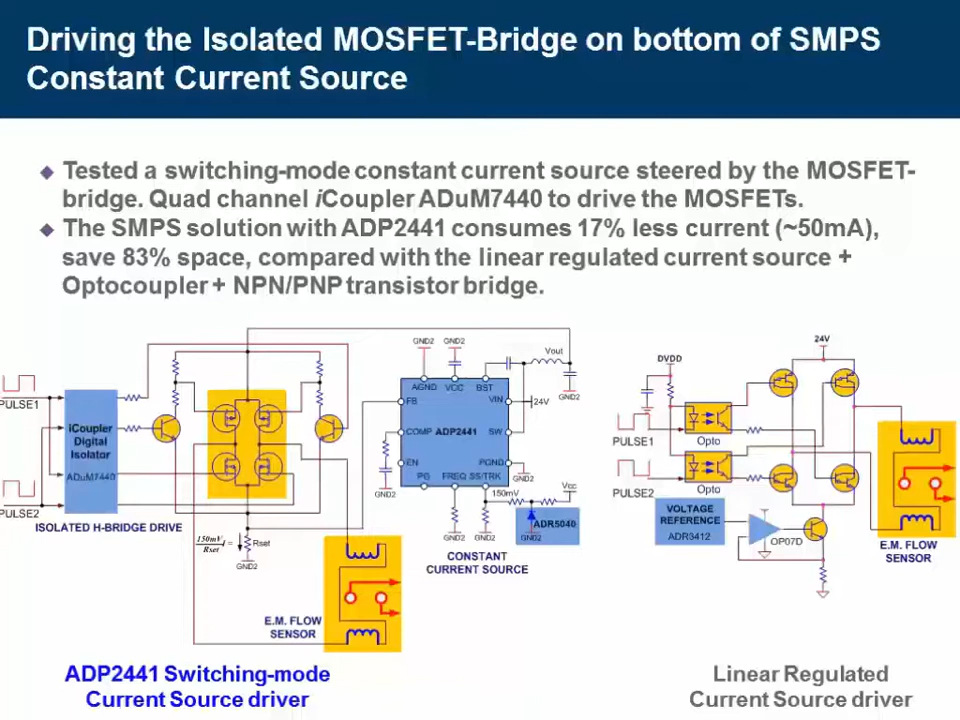 Driving the Isolated MOSFET-Bridge on bottom of SMPS
Constant Current Source
Tested a switching-mode constant current source steered by the MOSFET-
bridge. Quad channel iCoupler ADuM7440 to drive the MOSFETs.
The SMPS solution with ADP2441 consumes 17% less current (~50mA),
save 83% space, compared with the linear regulated current source +
Optocoupler + NPN/PNP transistor bridge.
PULSE1
PULSE2
iCoupler
Digital
Isolator
ADuM7440
ISOLATED H-BRIDGE DRIVE
150mV
Rset
I =
Rset
GND2
E.M. FLOW
SENSOR
GND2
GND2
Vout
GND2
24V
AGND
VCC
BST
FB
VIN
COMP
ADP2441
SW
EN
PGND
PG
FREQ
SS/TRK
GND2
GND2
150mV
Vcc
GND2
GND2
ADR5040
GND2
CONSTANT
CURRENT SOURCE
DVDD
24V
PULSE1
Opto
PULSE2
Opto
VOLTAGE
REFERENCE
ADR3412
OP07D
E.M. FLOW
SENSOR
ADP2441 Switching-mode
Current Source driver
Linear Regulated
Current Source driver